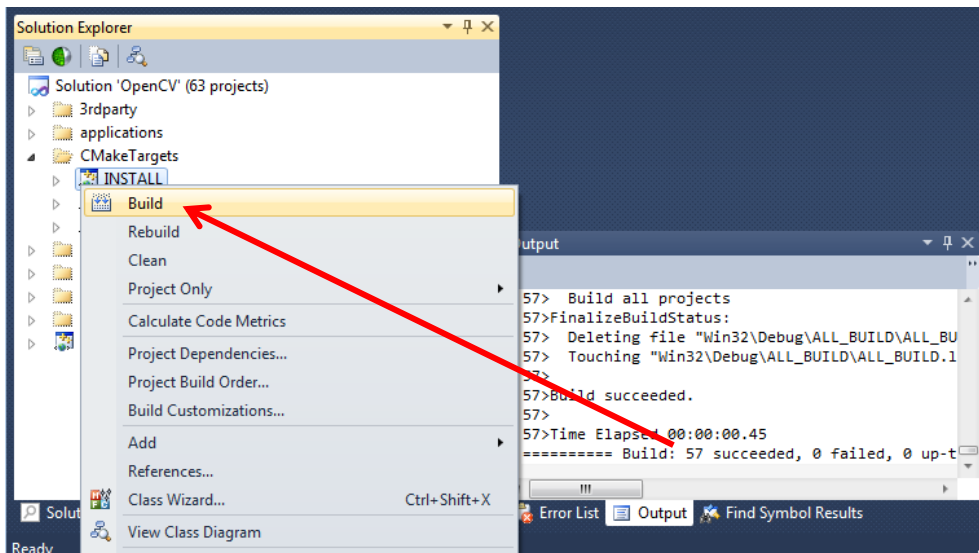 Solution Explorer
Solution 'OpenCV' (63 projects)
3rdparty
applications
CMakeTargets
INSTALL
Build
Rebuild
Clean
Project Only
Calculate Code Metrics
Project Dependencies...
Project Build Order...
Build Customizations...
Add
References...
Class Wizard... Ctrl+Shift+X
View Class Diagram
utput
57> Build all projects
57>FinalizeBuildStatus:
57> Deleting file "Win32\Debug\ALL_BUILD\ALL_BU
57> Touching "Win32\Debug\ALL_BUILD\ALL_BUILD.l
57>
57>Build succeeded.
57>
57>Time Elapsed 00:00:00.45
========== Build: 57 succeeded, 0 failed, 0 up-t
Solut
Error List Output Find Symbol Results
Ready